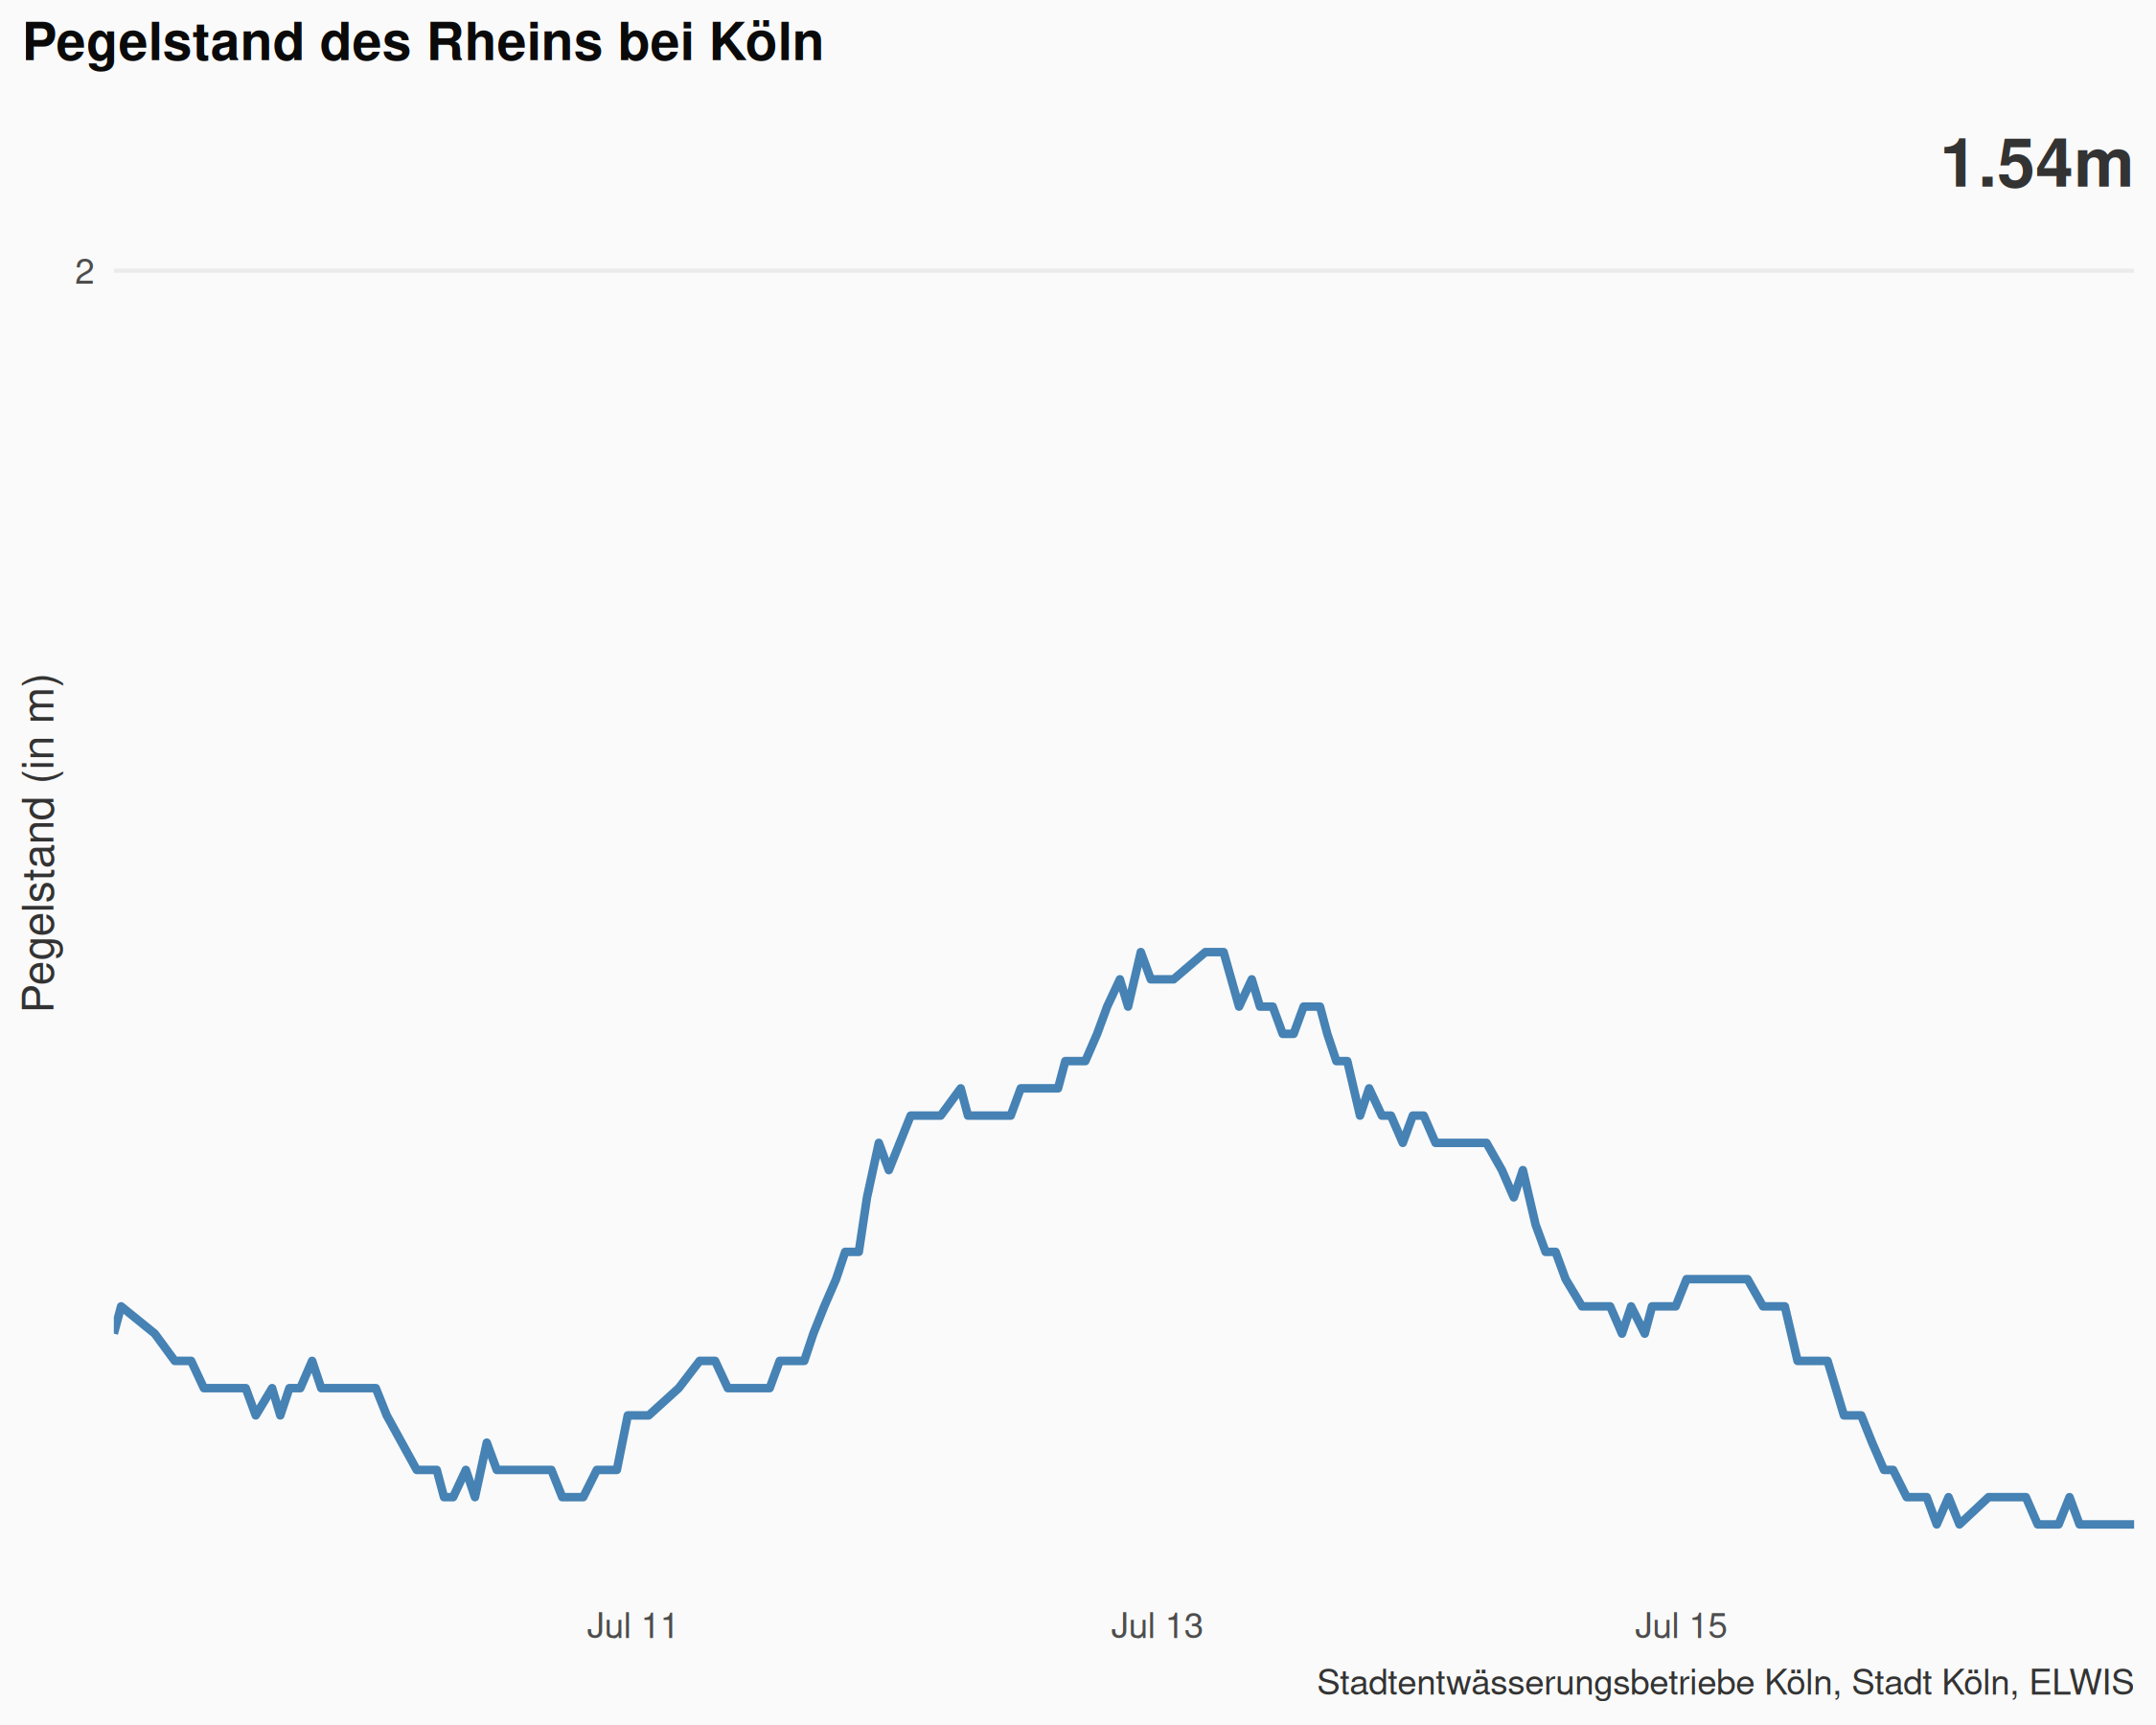 Pegelstand des Rheins bei Köln
1.54m
2
Pegelstand (in m)
Jul 11
Jul 13
Jul 15
Stadtentwässerungsbetriebe Köln, Stadt Köln, ELWIS